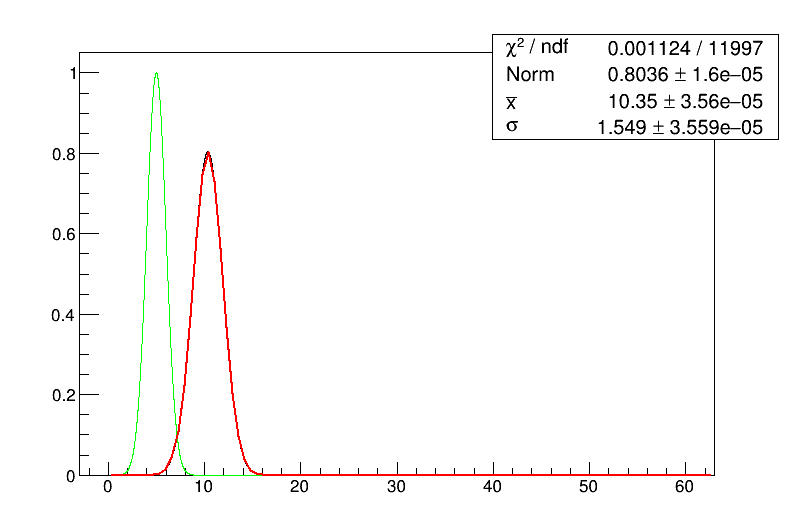 χ² / ndf 0.001124 / 11997
Norm 0.8036 ± 1.6e−05
x̄ 10.35 ± 3.56e−05
σ 1.549 ± 3.559e−05
1
0.8
0.6
0.4
0.2
0
0 10 20 30 40 50 60